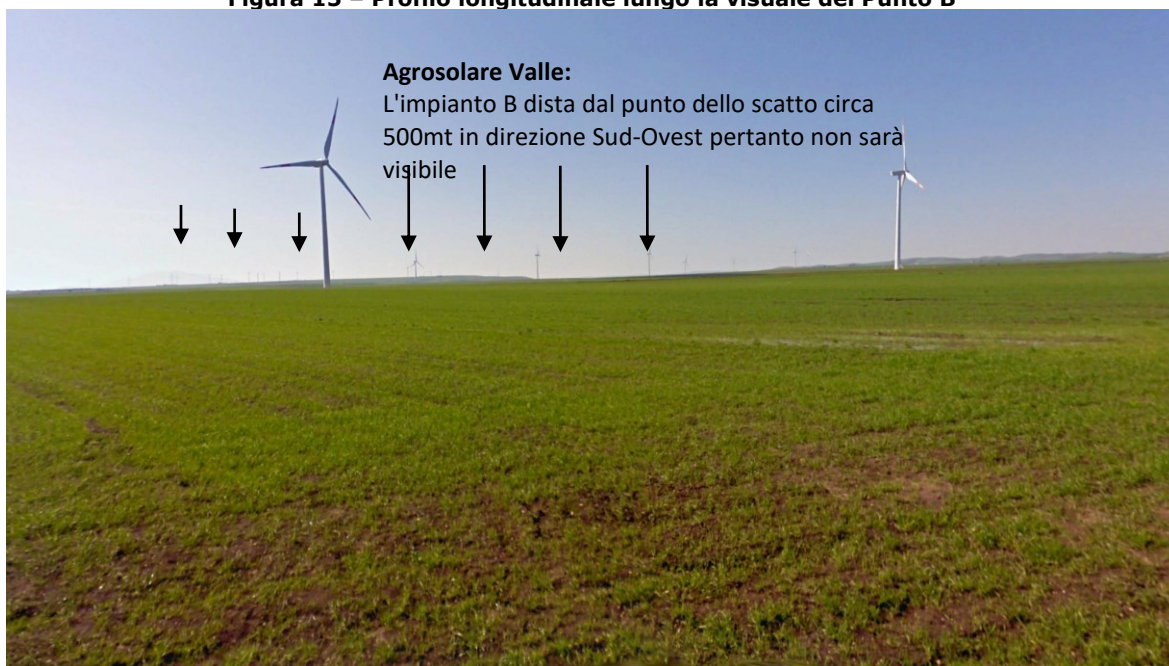 Figura 15 – Profilo longitudinale lungo la visuale del Punto B
Agrosolare Valle:
L'impianto B dista dal punto dello scatto circa
500mt in direzione Sud-Ovest pertanto non sarà
visibile